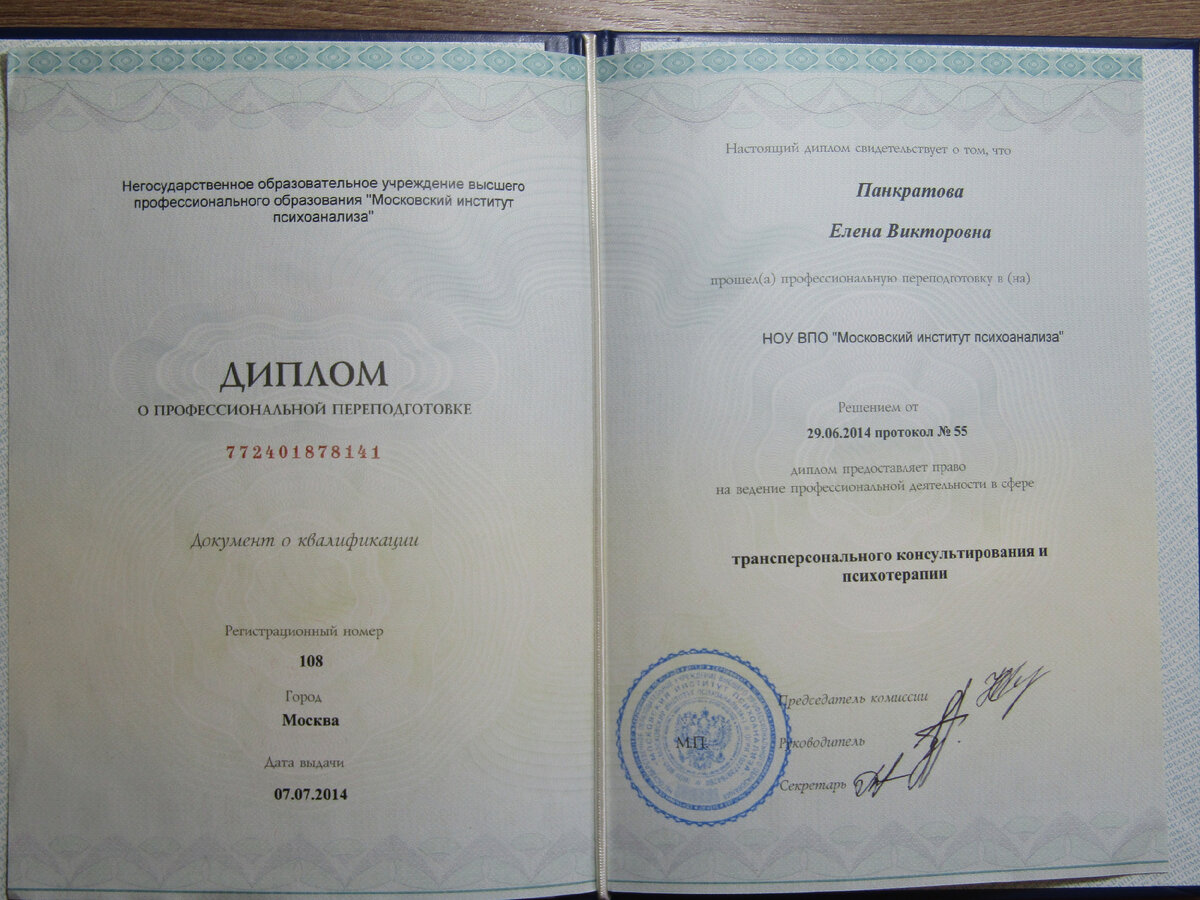 Негосударственное образовательное учреждение высшего
профессионального образования "Московский институт
психоанализа"
ДИПЛОМ
О ПРОФЕССИОНАЛЬНОЙ ПЕРЕПОДГОТОВКЕ
772401878141
Документ о квалификации
Регистрационный номер
108
Город
Москва
Дата выдачи
07.07.2014
Настоящий диплом свидетельствует о том, что
Панкратова
Елена Викторовна
прошел(а) профессиональную переподготовку в (на)
НОУ ВПО "Московский институт психоанализа"
Решением от
29.06.2014 протокол № 55
диплом предоставляет право
на ведение профессиональной деятельности в сфере
трансперсонального консультирования и
психотерапии
Председатель комиссии
М.П.
Руководитель
Секретарь